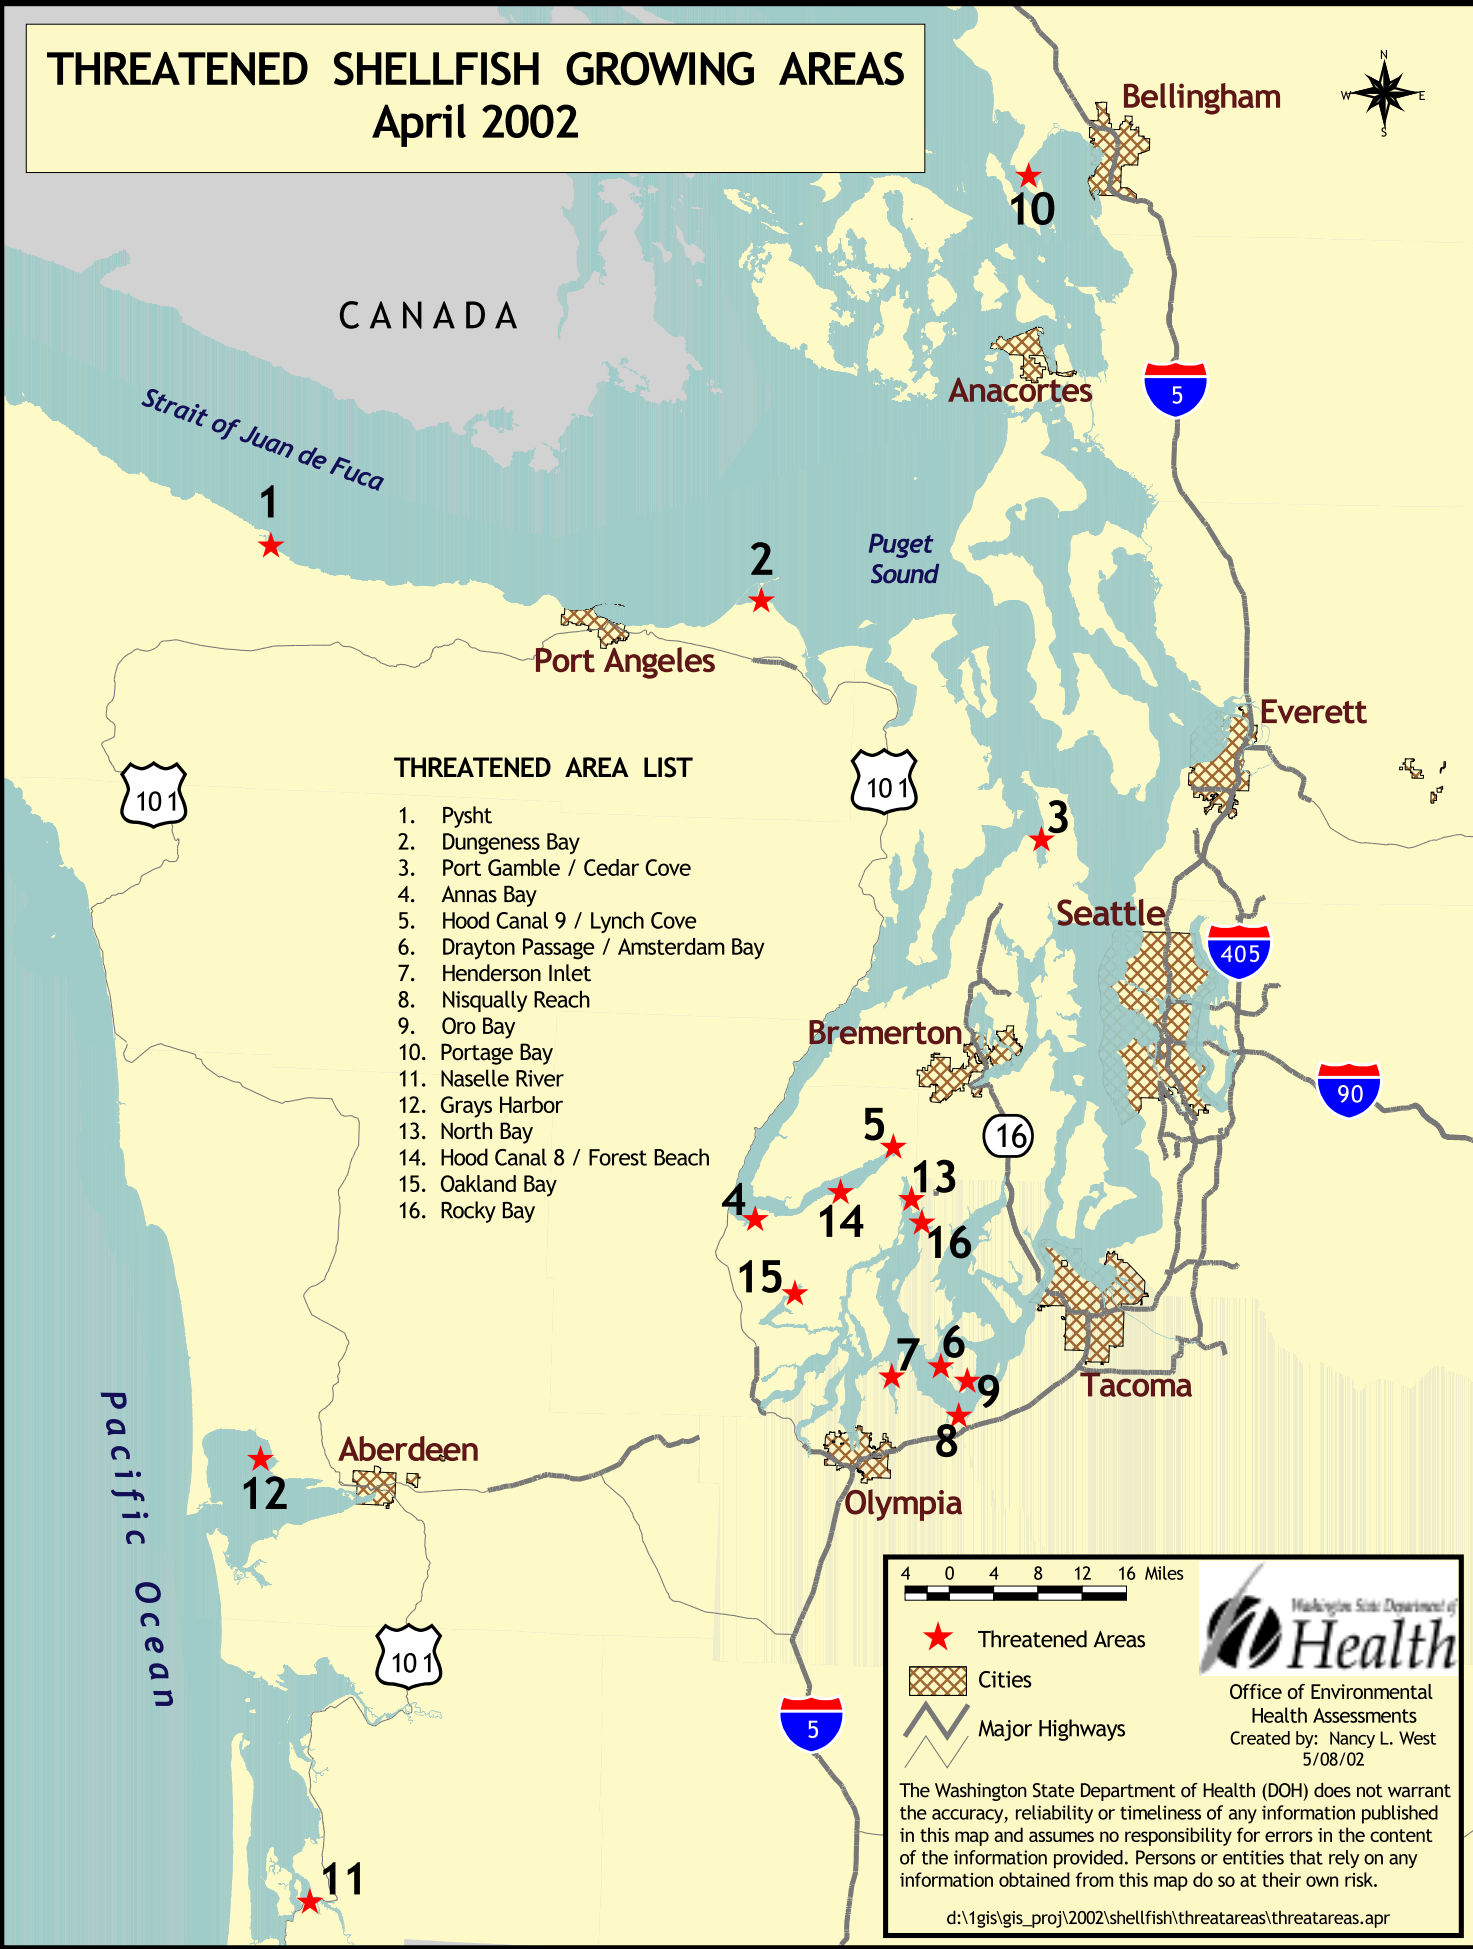 THREATENED SHELLFISH GROWING AREAS
April 2002
N
W E
S
Bellingham
10
CANADA
Anacortes
5
Strait of Juan de Fuca
1
2
Puget
Sound
Port Angeles
Everett
101
101
THREATENED AREA LIST
1. Pysht
2. Dungeness Bay
3. Port Gamble / Cedar Cove
4. Annas Bay
5. Hood Canal 9 / Lynch Cove
6. Drayton Passage / Amsterdam Bay
7. Henderson Inlet
8. Nisqually Reach
9. Oro Bay
10. Portage Bay
11. Naselle River
12. Grays Harbor
13. North Bay
14. Hood Canal 8 / Forest Beach
15. Oakland Bay
16. Rocky Bay
3
Seattle
405
Bremerton
90
5
16
13
4
14
16
15
6
7
9
Tacoma
8
Pacific Ocean
Aberdeen
12
Olympia
101
5
11
4 0 4 8 12 16 Miles
Threatened Areas
Cities
Major Highways
Washington State Department of
Health
Office of Environmental
Health Assessments
Created by: Nancy L. West
5/08/02
The Washington State Department of Health (DOH) does not warrant
the accuracy, reliability or timeliness of any information published
in this map and assumes no responsibility for errors in the content
of the information provided. Persons or entities that rely on any
information obtained from this map do so at their own risk.
d:\1gis\gis_proj\2002\shellfish\threatareas\threatareas.apr